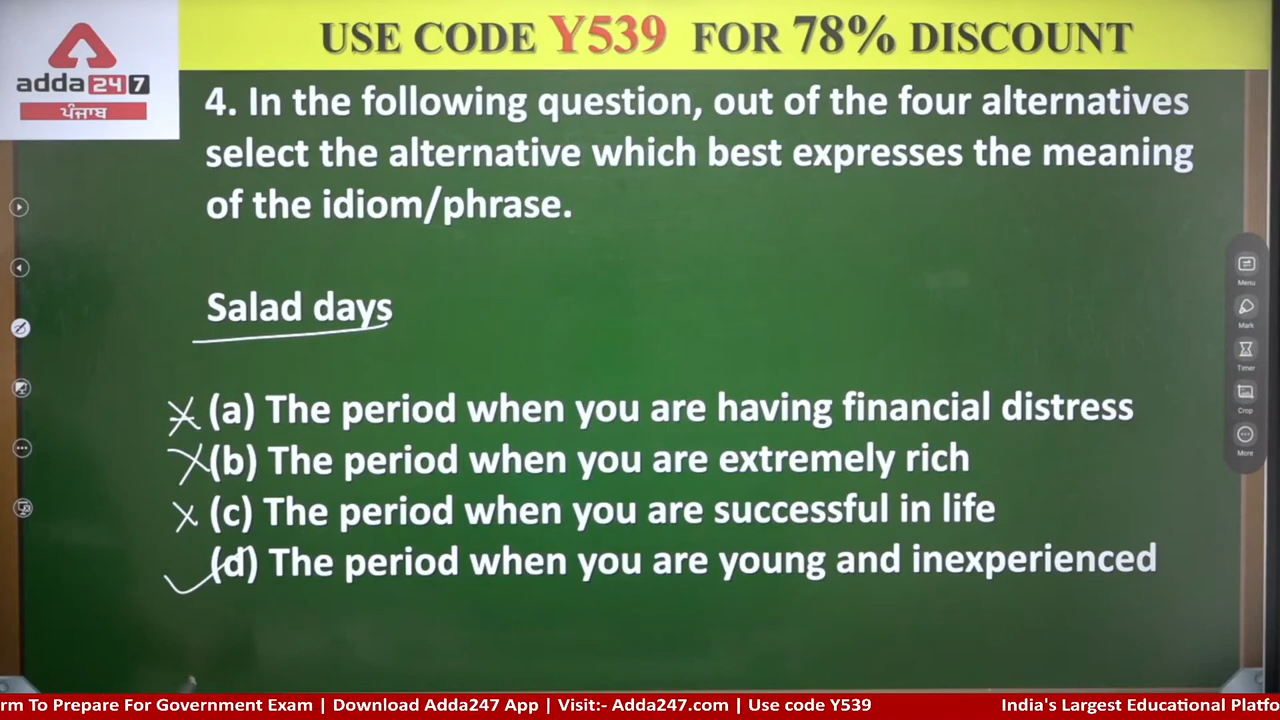 USE CODE Y539 FOR 78% DISCOUNT
adda 247
ਪੰਜਾਬ
4. In the following question, out of the four alternatives
select the alternative which best expresses the meaning
of the idiom/phrase.
Salad days
(a) The period when you are having financial distress
(b) The period when you are extremely rich
(c) The period when you are successful in life
(d) The period when you are young and inexperienced
Menu
Mark
Timer
Crop
More
rm To Prepare For Government Exam | Download Adda247 App | Visit:- Adda247.com | Use code Y539
India's Largest Educational Platfo